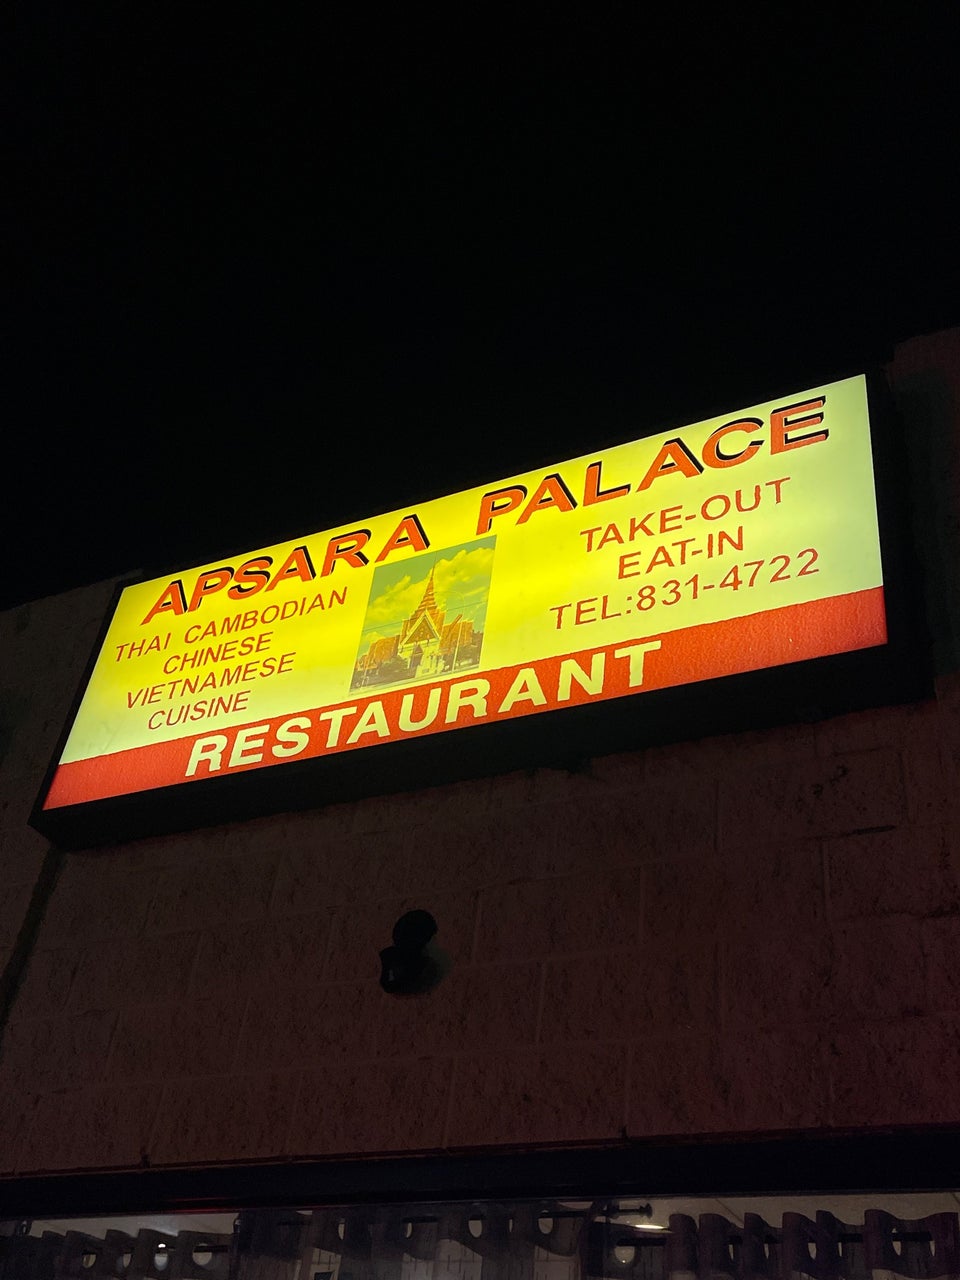 APSARA PALACE
THAI CAMBODIAN
CHINESE
VIETNAMESE
CUISINE
TAKE-OUT
EAT-IN
TEL:831-4722
RESTAURANT